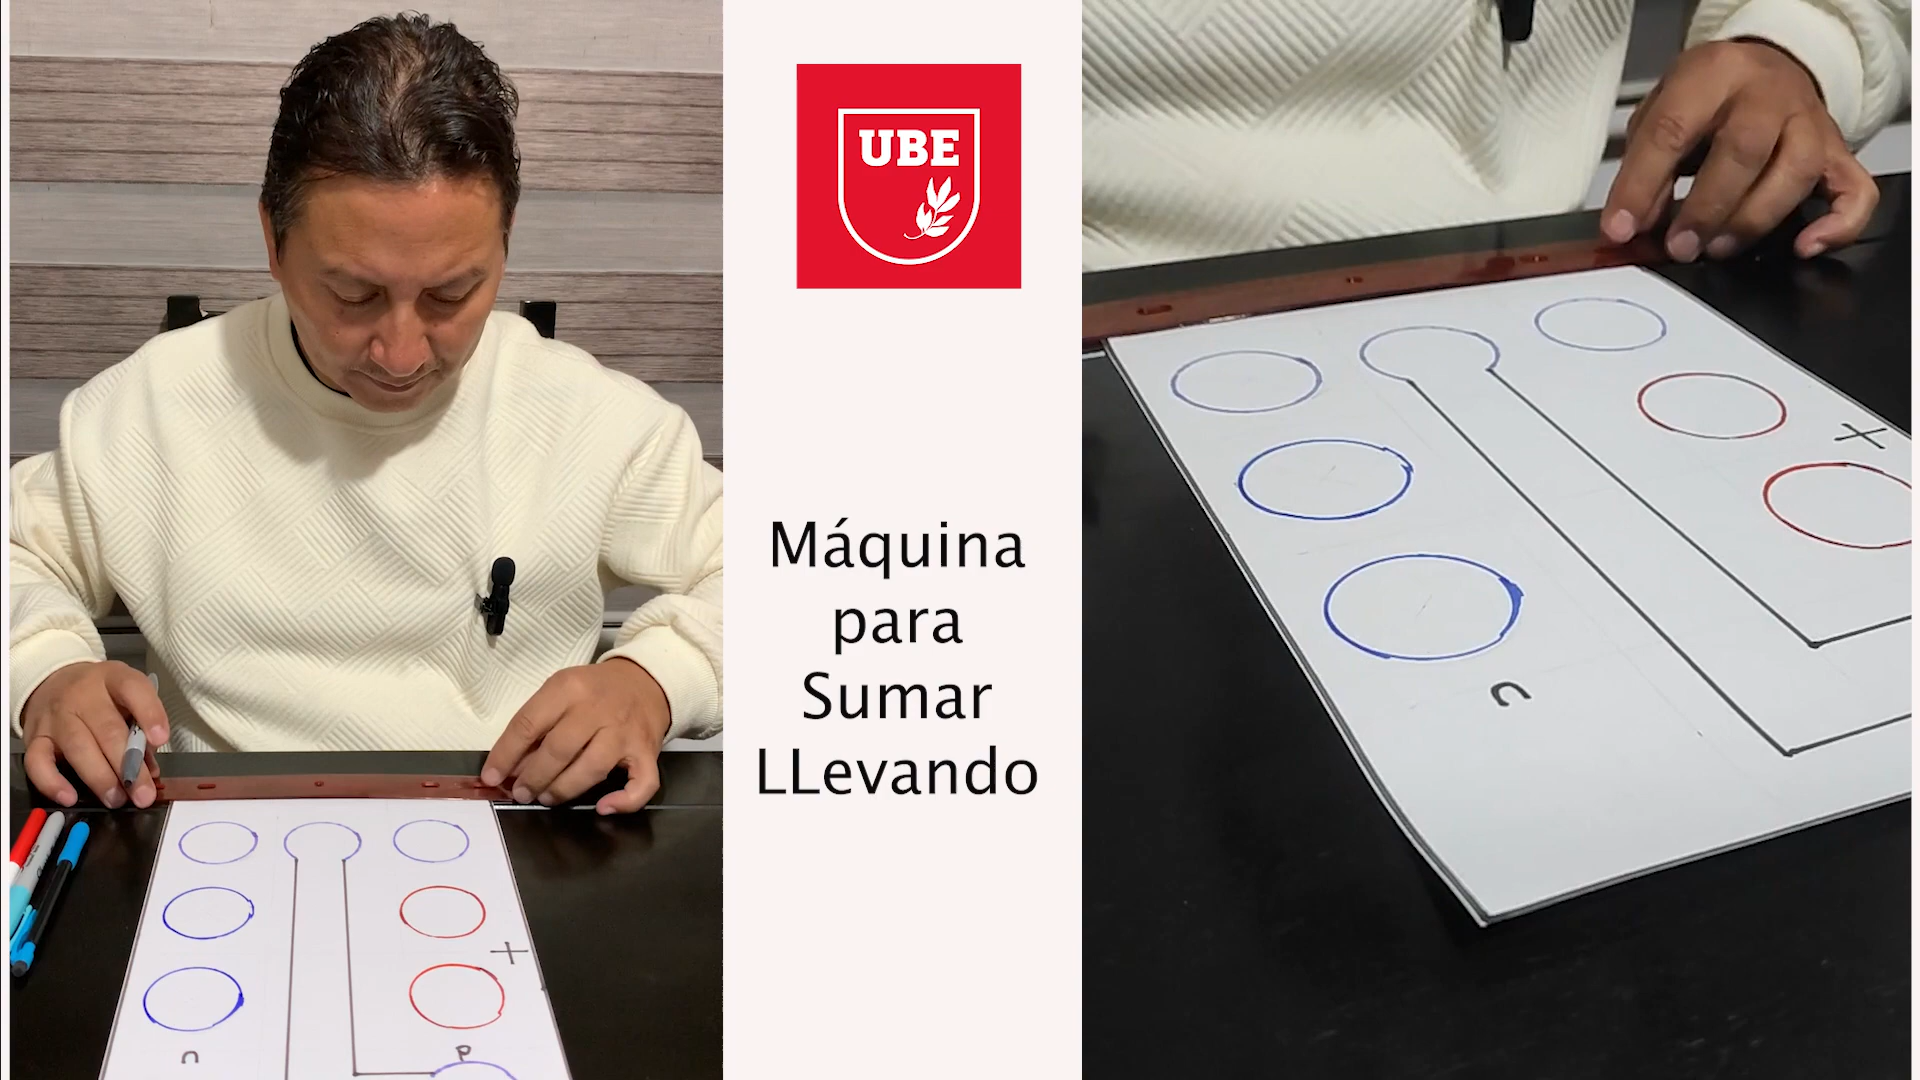 UBE
Máquina
para
Sumar
LLevando
+
u
d
+
u